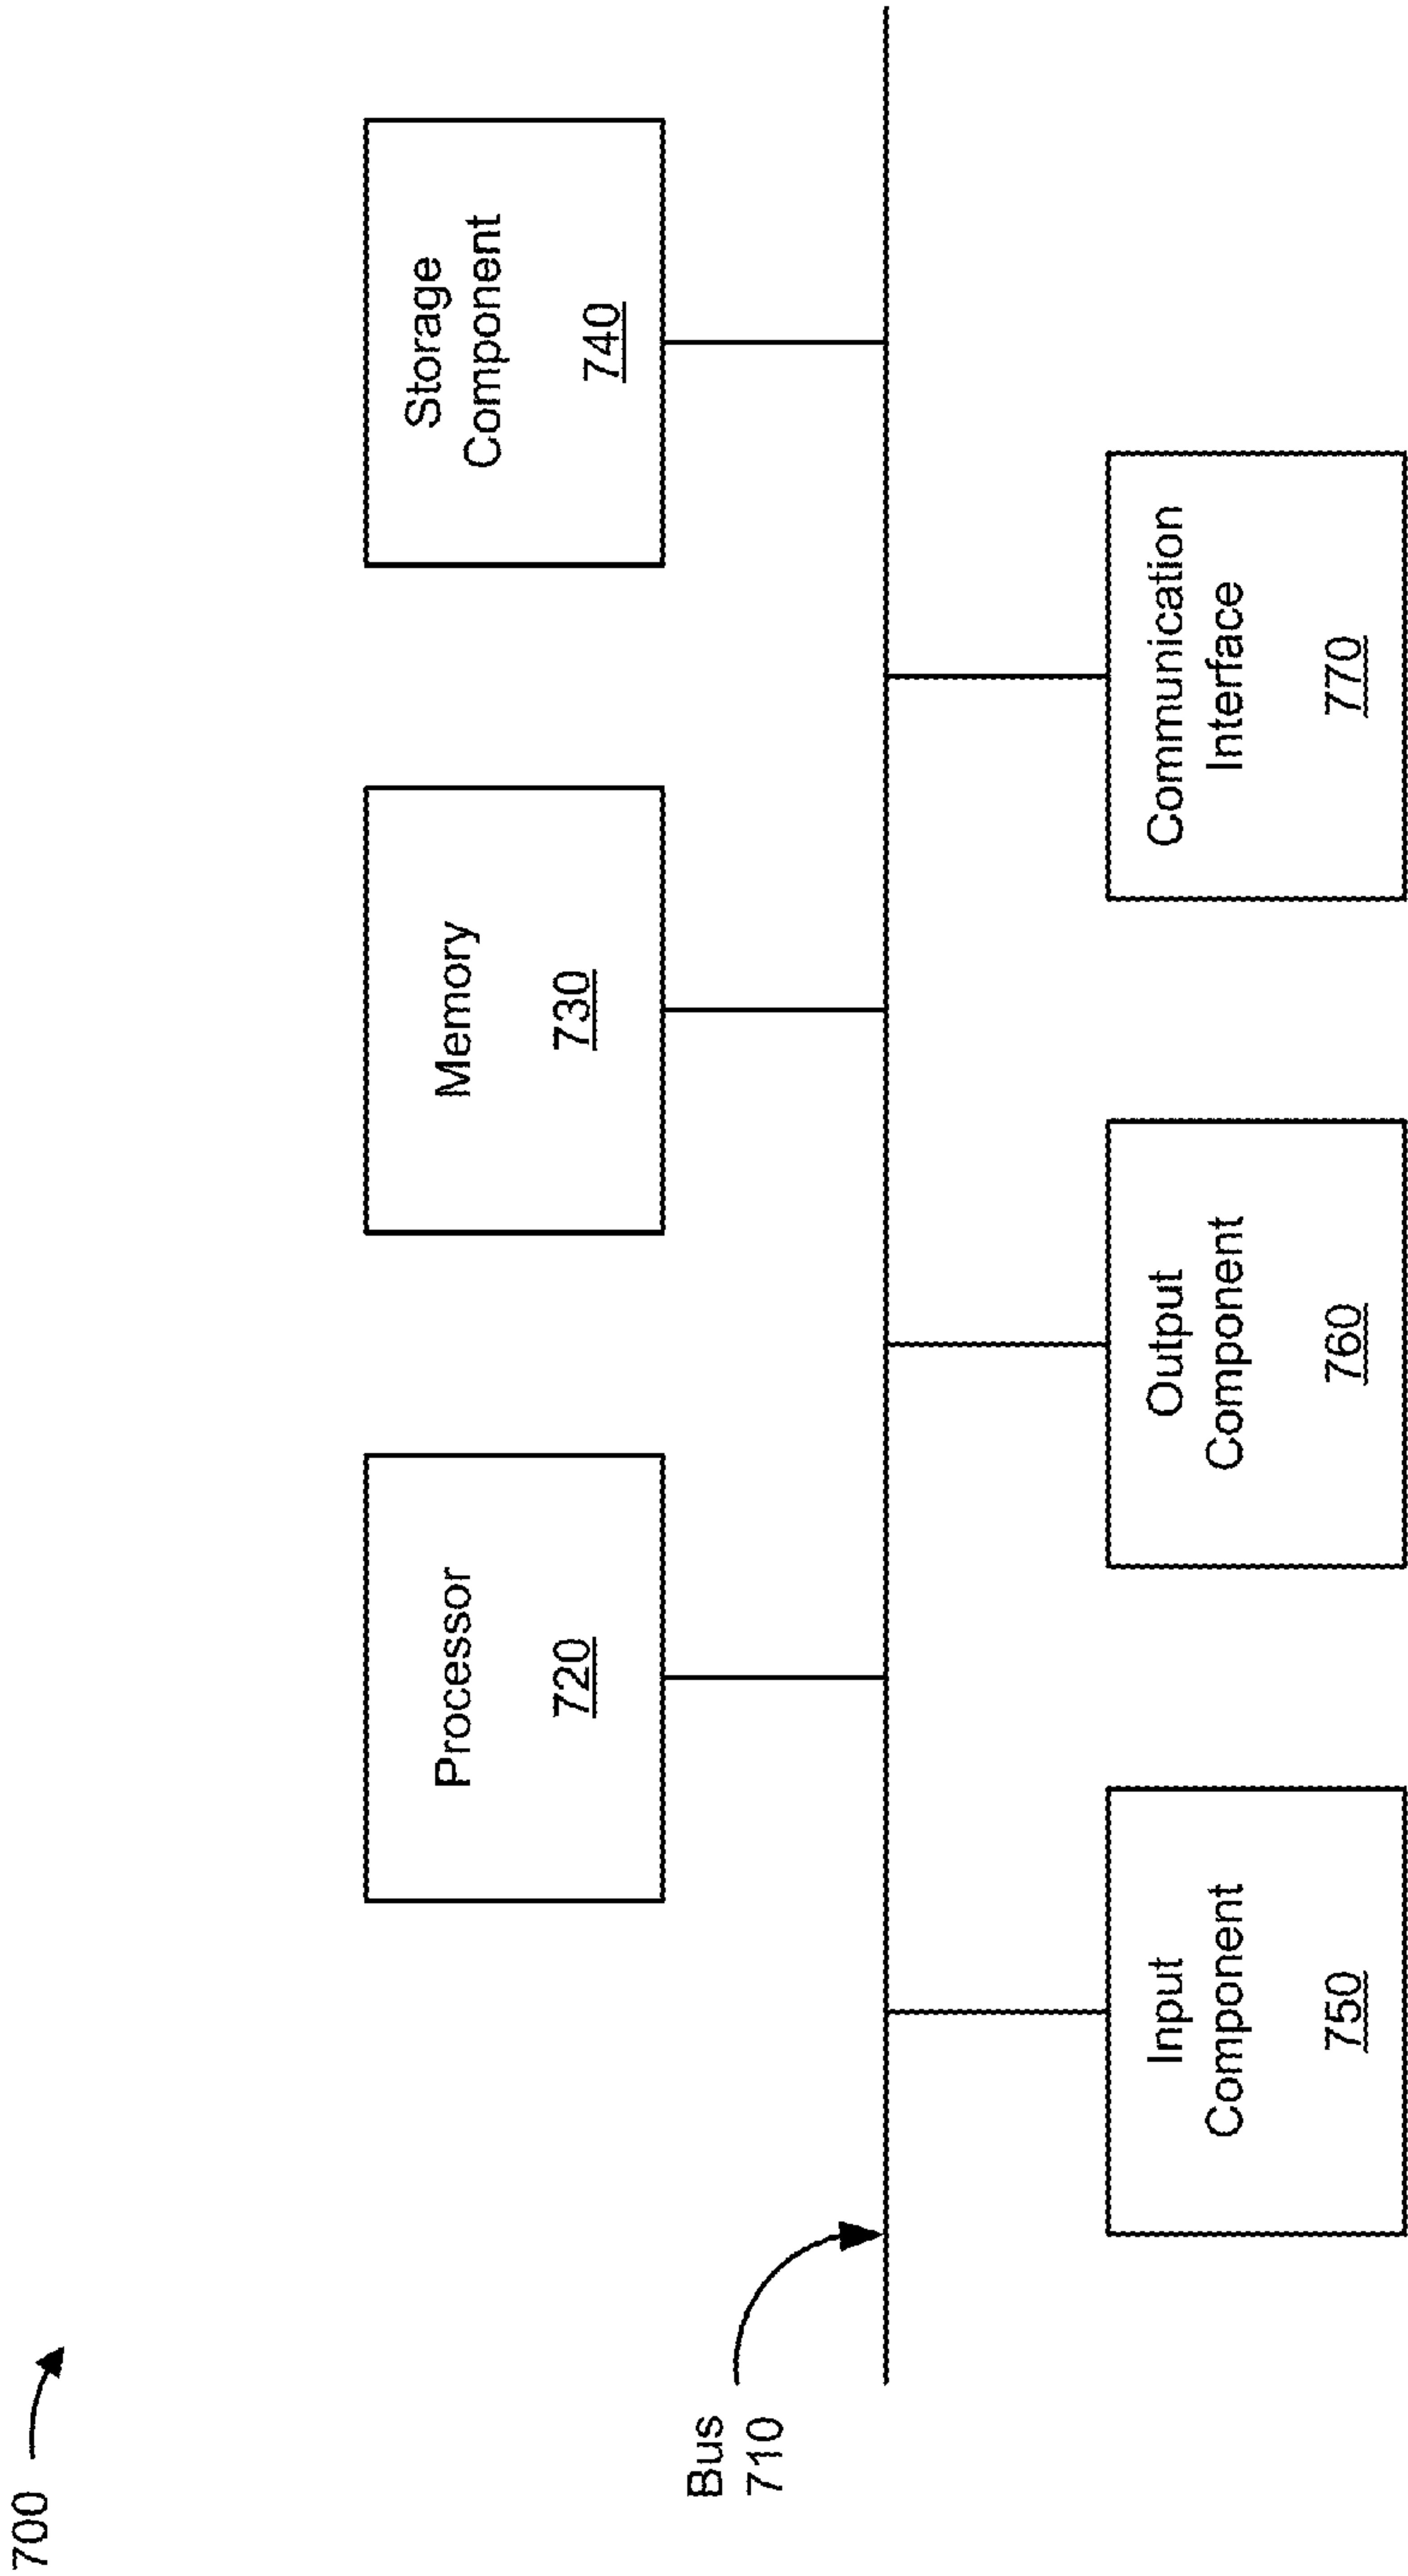 700
Processor
720
Memory
730
Storage
Component
740
Bus
710
Input
Component
750
Output
Component
760
Communication
Interface
770